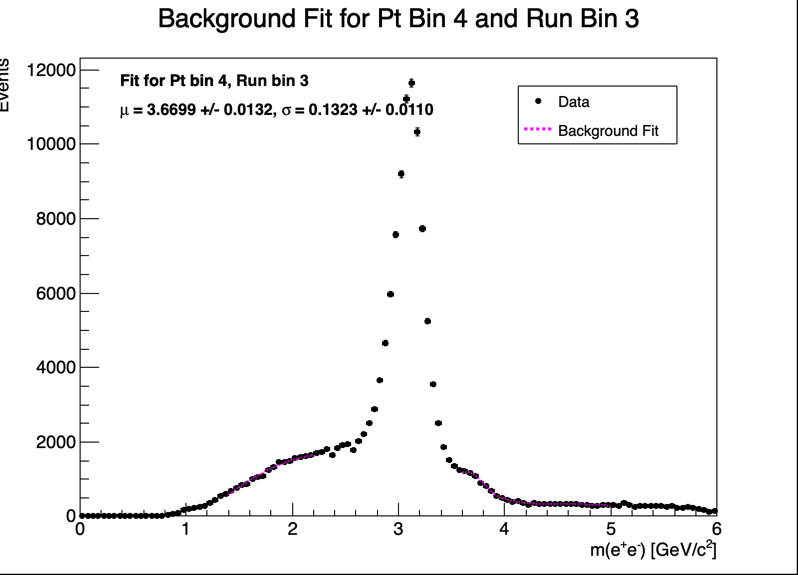 Background Fit for Pt Bin 4 and Run Bin 3
Events
12000
10000
8000
6000
4000
2000
0
Fit for Pt bin 4, Run bin 3
μ = 3.6699 +/- 0.0132, σ = 0.1323 +/- 0.0110
Data
Background Fit
0 1 2 3 4 5 6
m(e⁺e⁻) [GeV/c²]